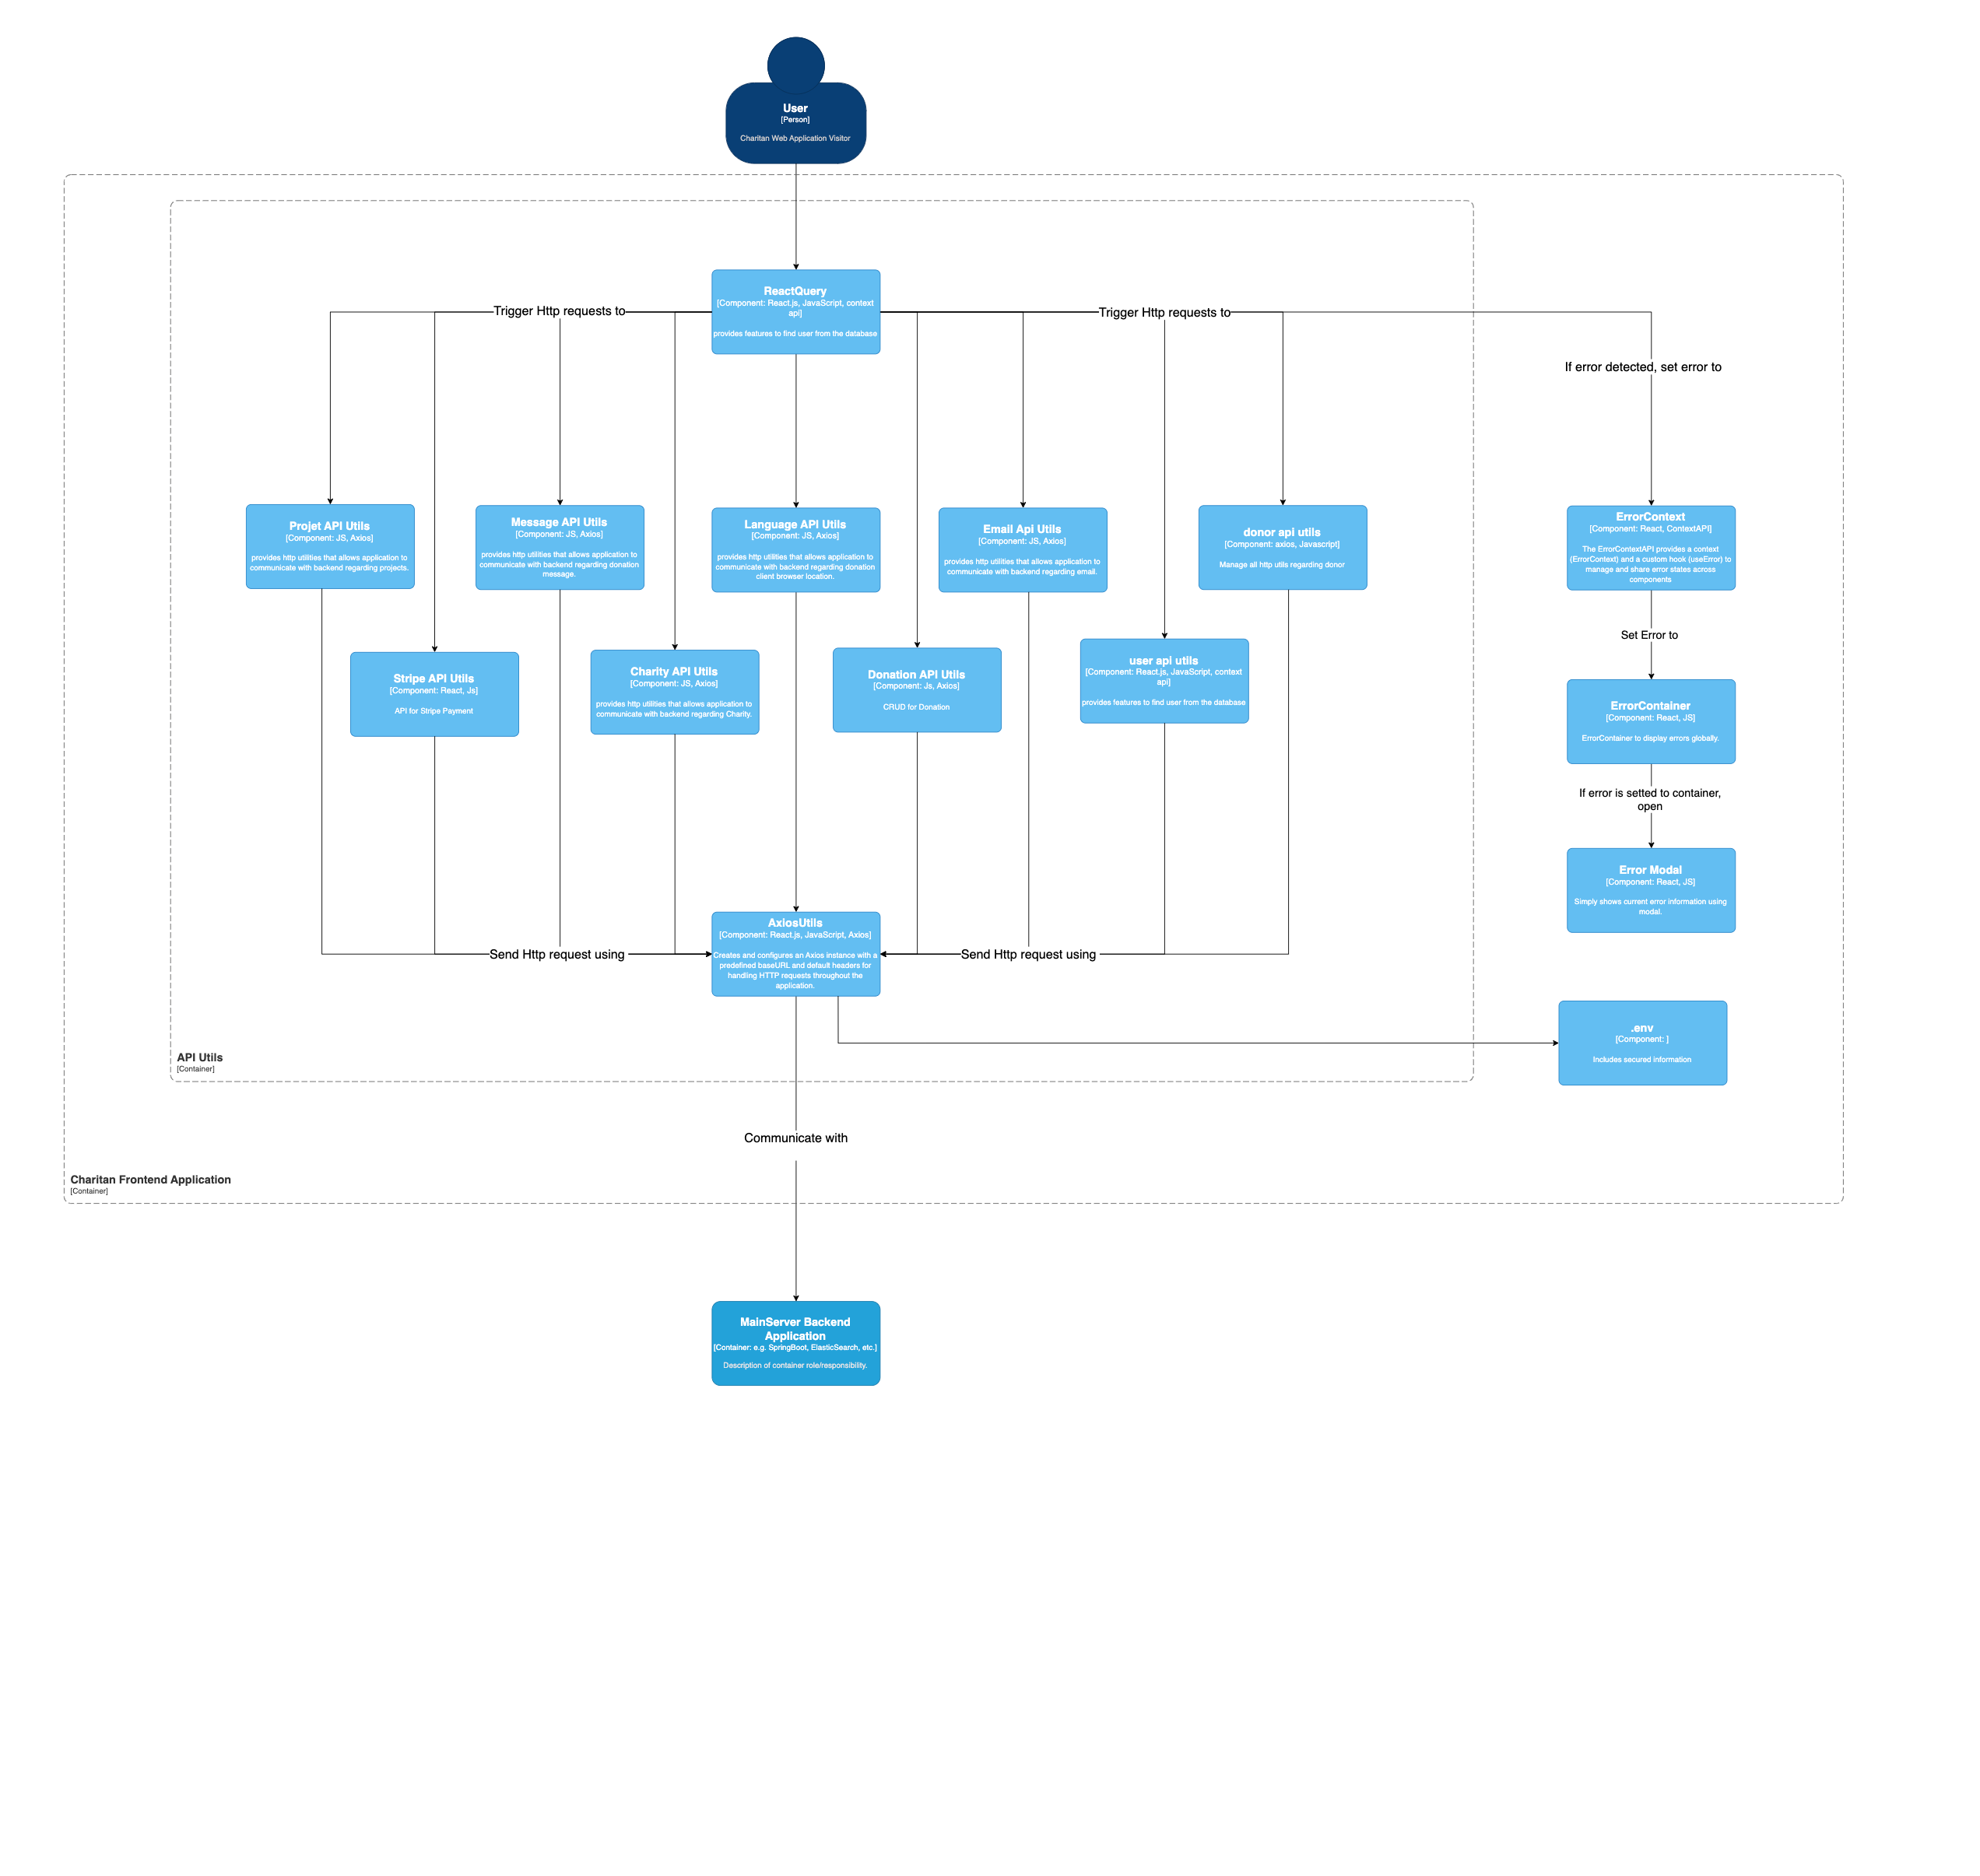 User
[Person]
Charitan Web Application Visitor
ReactQuery
[Component: React.js, JavaScript, context
api]
provides features to find user from the database
Trigger Http requests to
Trigger Http requests to
If error detected, set error to
Projet API Utils
[Component: JS, Axios]
provides http utilities that allows application to
communicate with backend regarding projects.
Message API Utils
[Component: JS, Axios]
provides http utilities that allows application to
communicate with backend regarding donation
message.
Language API Utils
[Component: JS, Axios]
provides http utilities that allows application to
communicate with backend regarding donation
client browser location.
Email Api Utils
[Component: JS, Axios]
provides http utilities that allows application to
communicate with backend regarding email.
donor api utils
[Component: axios, Javascript]
Manage all http utils regarding donor
ErrorContext
[Component: React, ContextAPI]
The ErrorContextAPI provides a context
(ErrorContext) and a custom hook (useError) to
manage and share error states across
components
Set Error to
Stripe API Utils
[Component: React, Js]
API for Stripe Payment
Charity API Utils
[Component: JS, Axios]
provides http utilities that allows application to
communicate with backend regarding Charity.
Donation API Utils
[Component: Js, Axios]
CRUD for Donation
user api utils
[Component: React.js, JavaScript, context
api]
provides features to find user from the database
ErrorContainer
[Component: React, JS]
ErrorContainer to display errors globally.
If error is setted to container,
open
Error Modal
[Component: React, JS]
Simply shows current error information using
modal.
AxiosUtils
[Component: React.js, JavaScript, Axios]
Creates and configures an Axios instance with a
predefined baseURL and default headers for
handling HTTP requests throughout the
application.
Send Http request using
Send Http request using
.env
[Component: ]
Includes secured information
API Utils
[Container]
Communicate with
Charitan Frontend Application
[Container]
MainServer Backend
Application
[Container: e.g. SpringBoot, ElasticSearch, etc.]
Description of container role/responsibility.